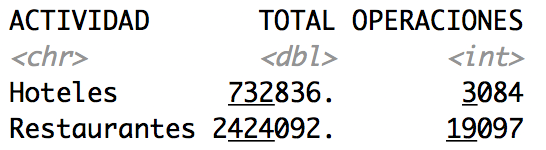 ACTIVIDAD TOTAL OPERACIONES
<chr> <dbl> <int>
Hoteles 732836. 3084
Restaurantes 2424092. 19097